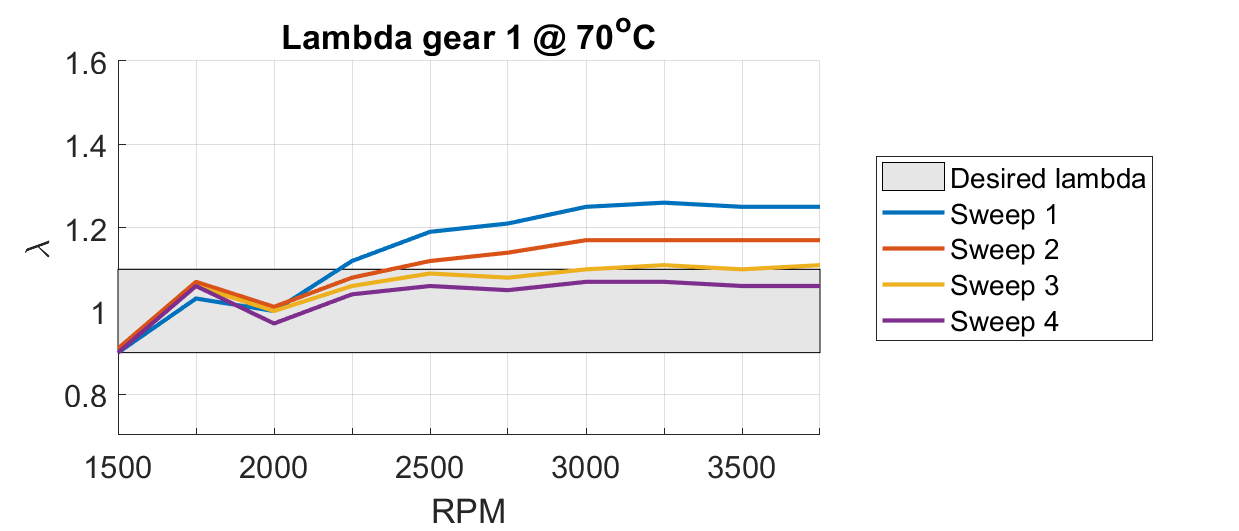 Lambda gear 1 @ 70°C
1.6
1.4
1.2
1
0.8
λ
1500 2000 2500 3000 3500
RPM
Desired lambda
Sweep 1
Sweep 2
Sweep 3
Sweep 4